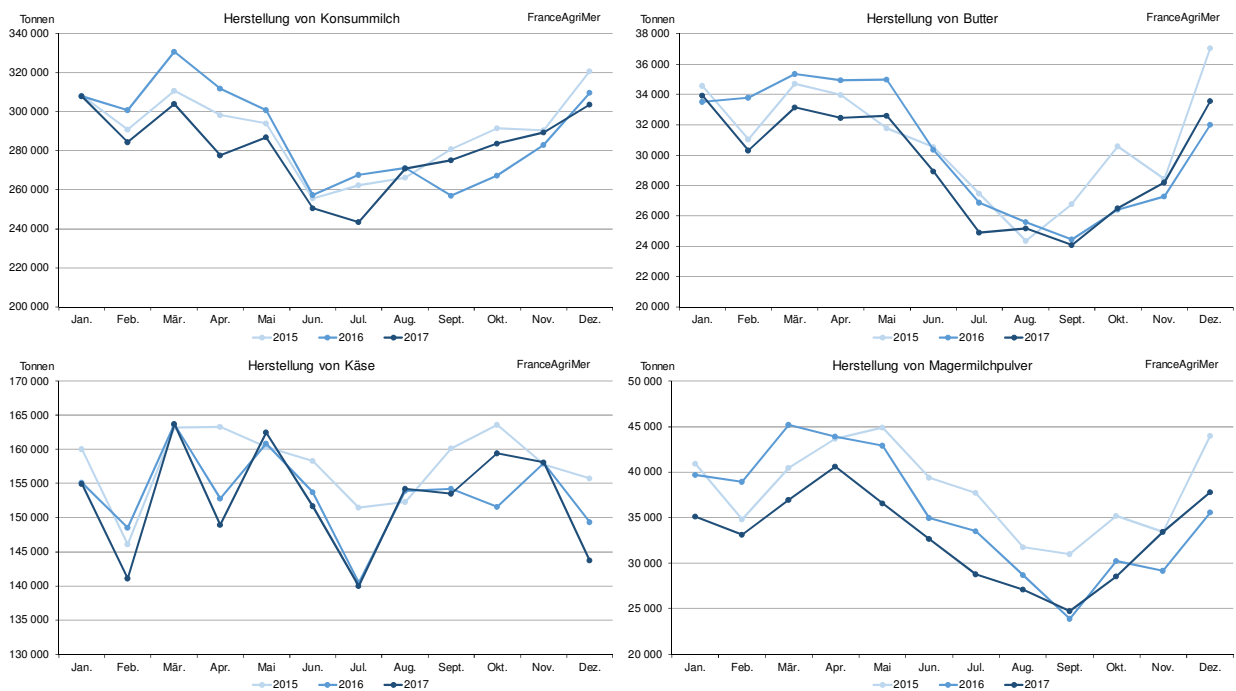 Tonnen Herstellung von Konsummilch FranceAgriMer
340 000
320 000
300 000
280 000
260 000
240 000
220 000
200 000
Jan. Feb. Mär. Apr. Mai Jun. Jul. Aug. Sept. Okt. Nov. Dez.
2015 2016 2017
Tonnen Herstellung von Butter FranceAgriMer
38 000
36 000
34 000
32 000
30 000
28 000
26 000
24 000
22 000
20 000
Jan. Feb. Mär. Apr. Mai Jun. Jul. Aug. Sept. Okt. Nov. Dez.
2015 2016 2017
Tonnen Herstellung von Käse FranceAgriMer
170 000
165 000
160 000
155 000
150 000
145 000
140 000
135 000
130 000
Jan. Feb. Mär. Apr. Mai Jun. Jul. Aug. Sept. Okt. Nov. Dez.
2015 2016 2017
Tonnen Herstellung von Magermilchpulver FranceAgriMer
50 000
45 000
40 000
35 000
30 000
25 000
20 000
Jan. Feb. Mär. Apr. Mai Jun. Jul. Aug. Sept. Okt. Nov. Dez.
2015 2016 2017